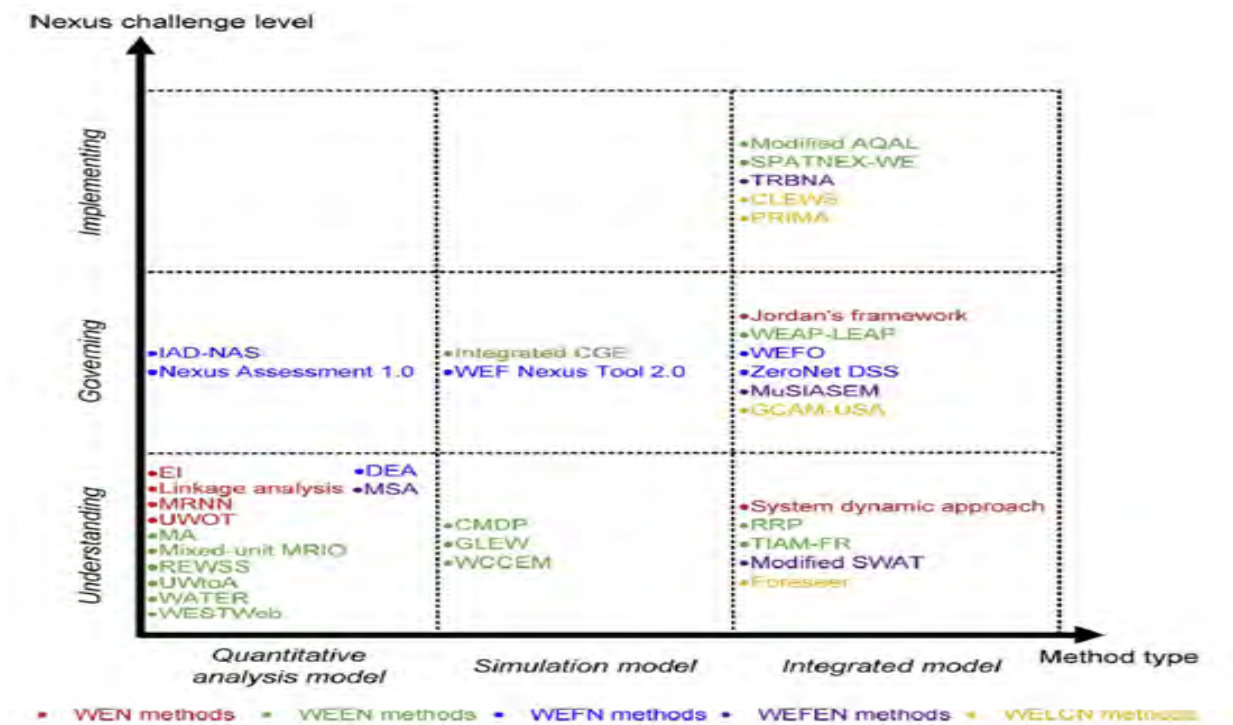 Nexus challenge level
Implementing
•Modified AQAL
•SPATNEX-WE
•TRBNA
•CLEWS
•PRIMA
Governing
•IAD-NAS
•Nexus Assessment 1.0
•Integrated CGE
•WEF Nexus Tool 2.0
•Jordan's framework
•WEAP-LEAP
•WEFO
•ZeroNet DSS
•MuSIASEM
•GCAM-USA
Understanding
•EI
•Linkage analysis
•MRNN
•UWOT
•MA
•Mixed-unit MRIO
•REWSS
•UWtoA
•WATER
•WESTWeb
•DEA
•MSA
•CMDP
•GLEW
•WCCEM
•System dynamic approach
•RRP
•TIAM-FR
•Modified SWAT
•Foreseer
Quantitative
analysis model
Simulation model
Integrated model
Method type
• WEN methods • WEEN methods • WEFN methods • WEFEN methods • WELCN methods